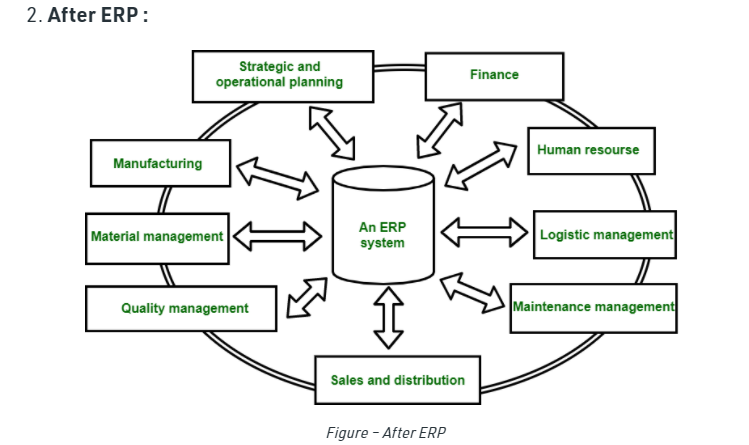 2. After ERP :
Strategic and
operational planning
Finance
Manufacturing
Human resourse
An ERP
system
Material management
Logistic management
Quality management
Maintenance management
Sales and distribution
Figure – After ERP